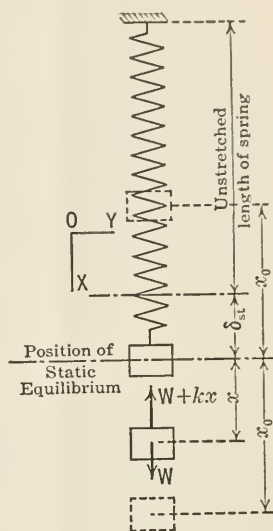 Unstretched
length of spring
O
Y
X
x₀
δst
Position of
Static
Equilibrium
W+kx
x
x₀
W